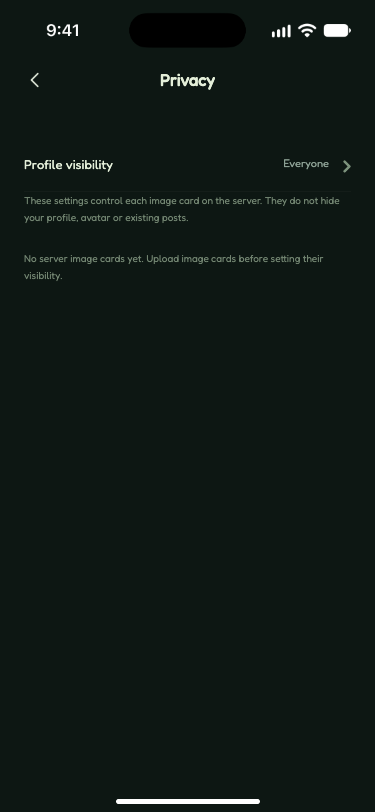 9:41
Privacy
Profile visibility
Everyone
These settings control each image card on the server. They do not hide
your profile, avatar or existing posts.
No server image cards yet. Upload image cards before setting their
visibility.